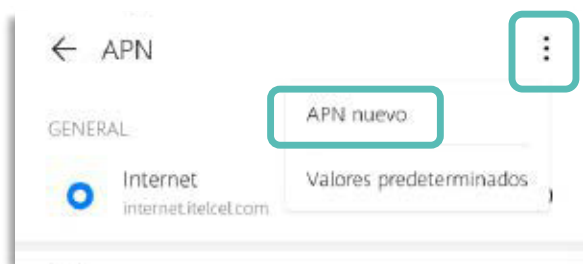 APN
APN nuevo
GENERAL
Valores predeterminados
Internet
internet.itelcel.com